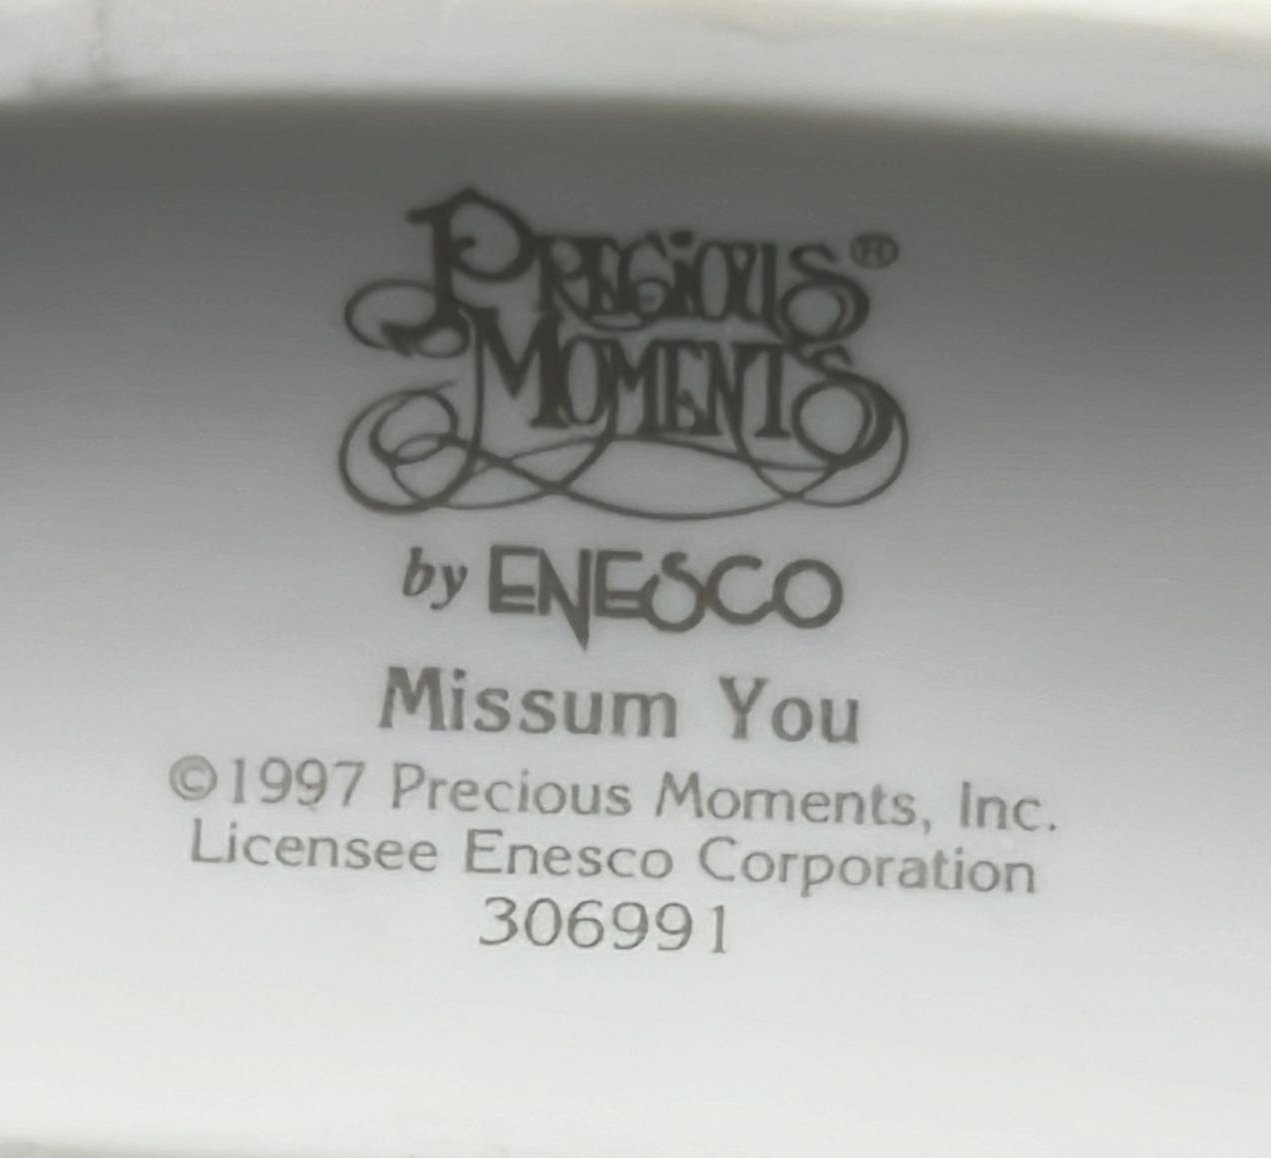 PRECIOUS®
MOMENTS
by ENESCO
Missum You
©1997 Precious Moments, Inc.
Licensee Enesco Corporation
306991